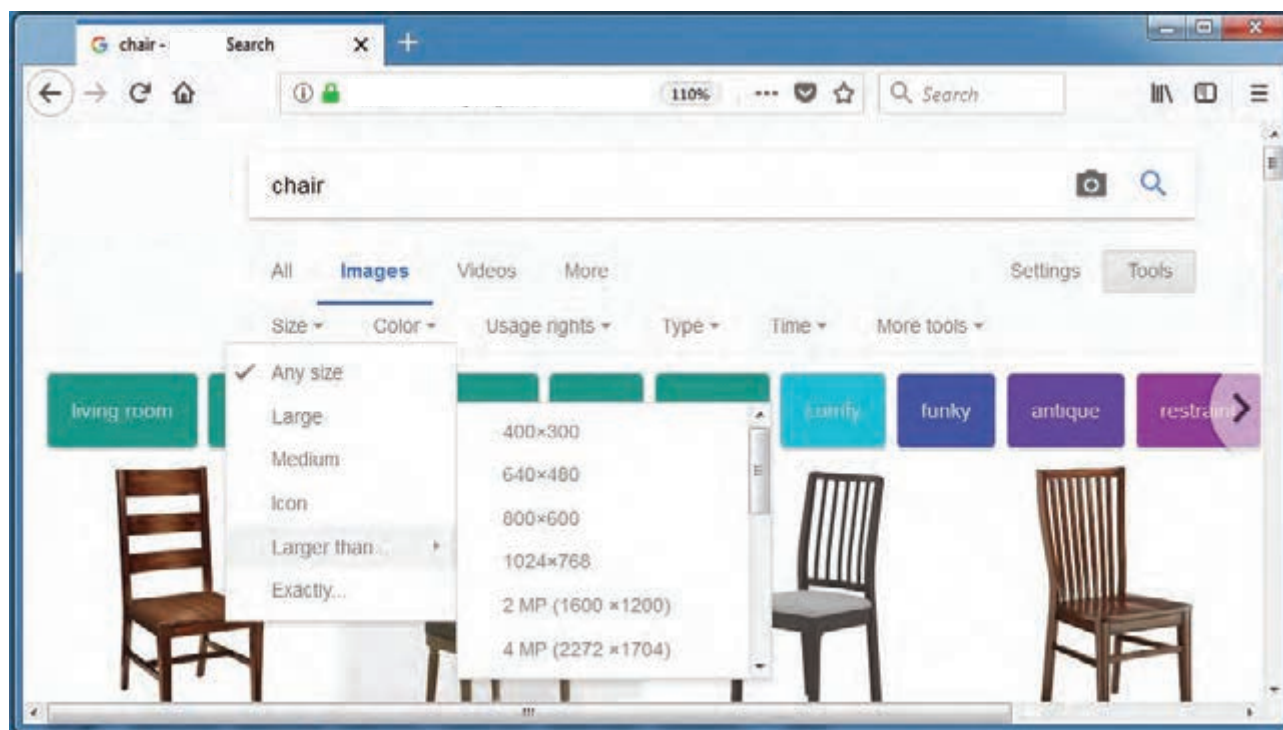 chair - Search
110% ... Search
chair
All Images Videos More Settings Tools
Size Color Usage rights Type Time More tools
Any size
Large
Medium
Icon
Larger than...
Exactly...
400×300
640×480
800×600
1024×768
2 MP (1600 ×1200)
4 MP (2272 ×1704)
living room comfy funky antique